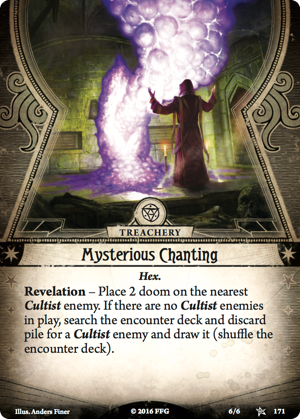 TREACHERY
Mysterious Chanting
Hex.
Revelation – Place 2 doom on the nearest
Cultist enemy. If there are no Cultist enemies
in play, search the encounter deck and discard
pile for a Cultist enemy and draw it (shuffle the
encounter deck).
Illus. Anders Finer © 2016 FFG 6/6 171